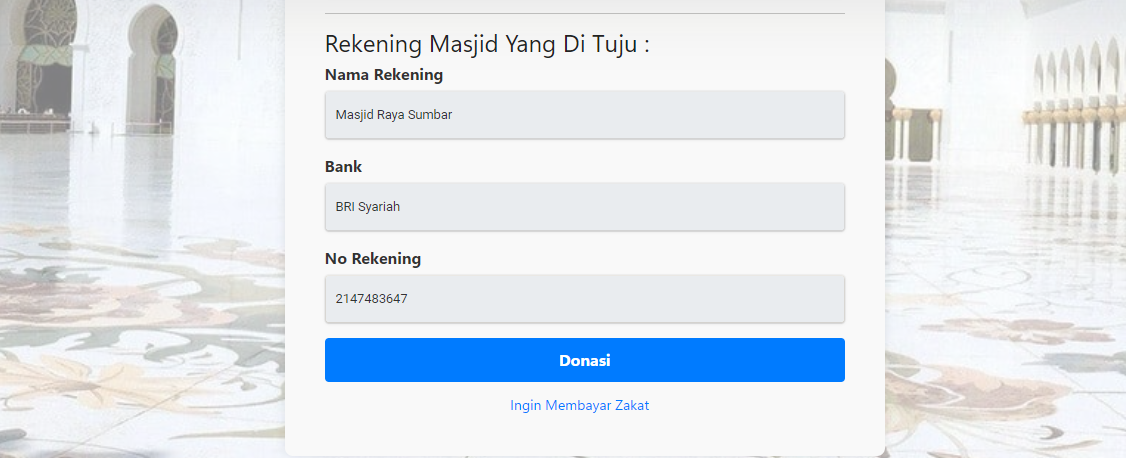 Rekening Masjid Yang Di Tuju :
Nama Rekening
Masjid Raya Sumbar
Bank
BRI Syariah
No Rekening
2147483647
Donasi
Ingin Membayar Zakat